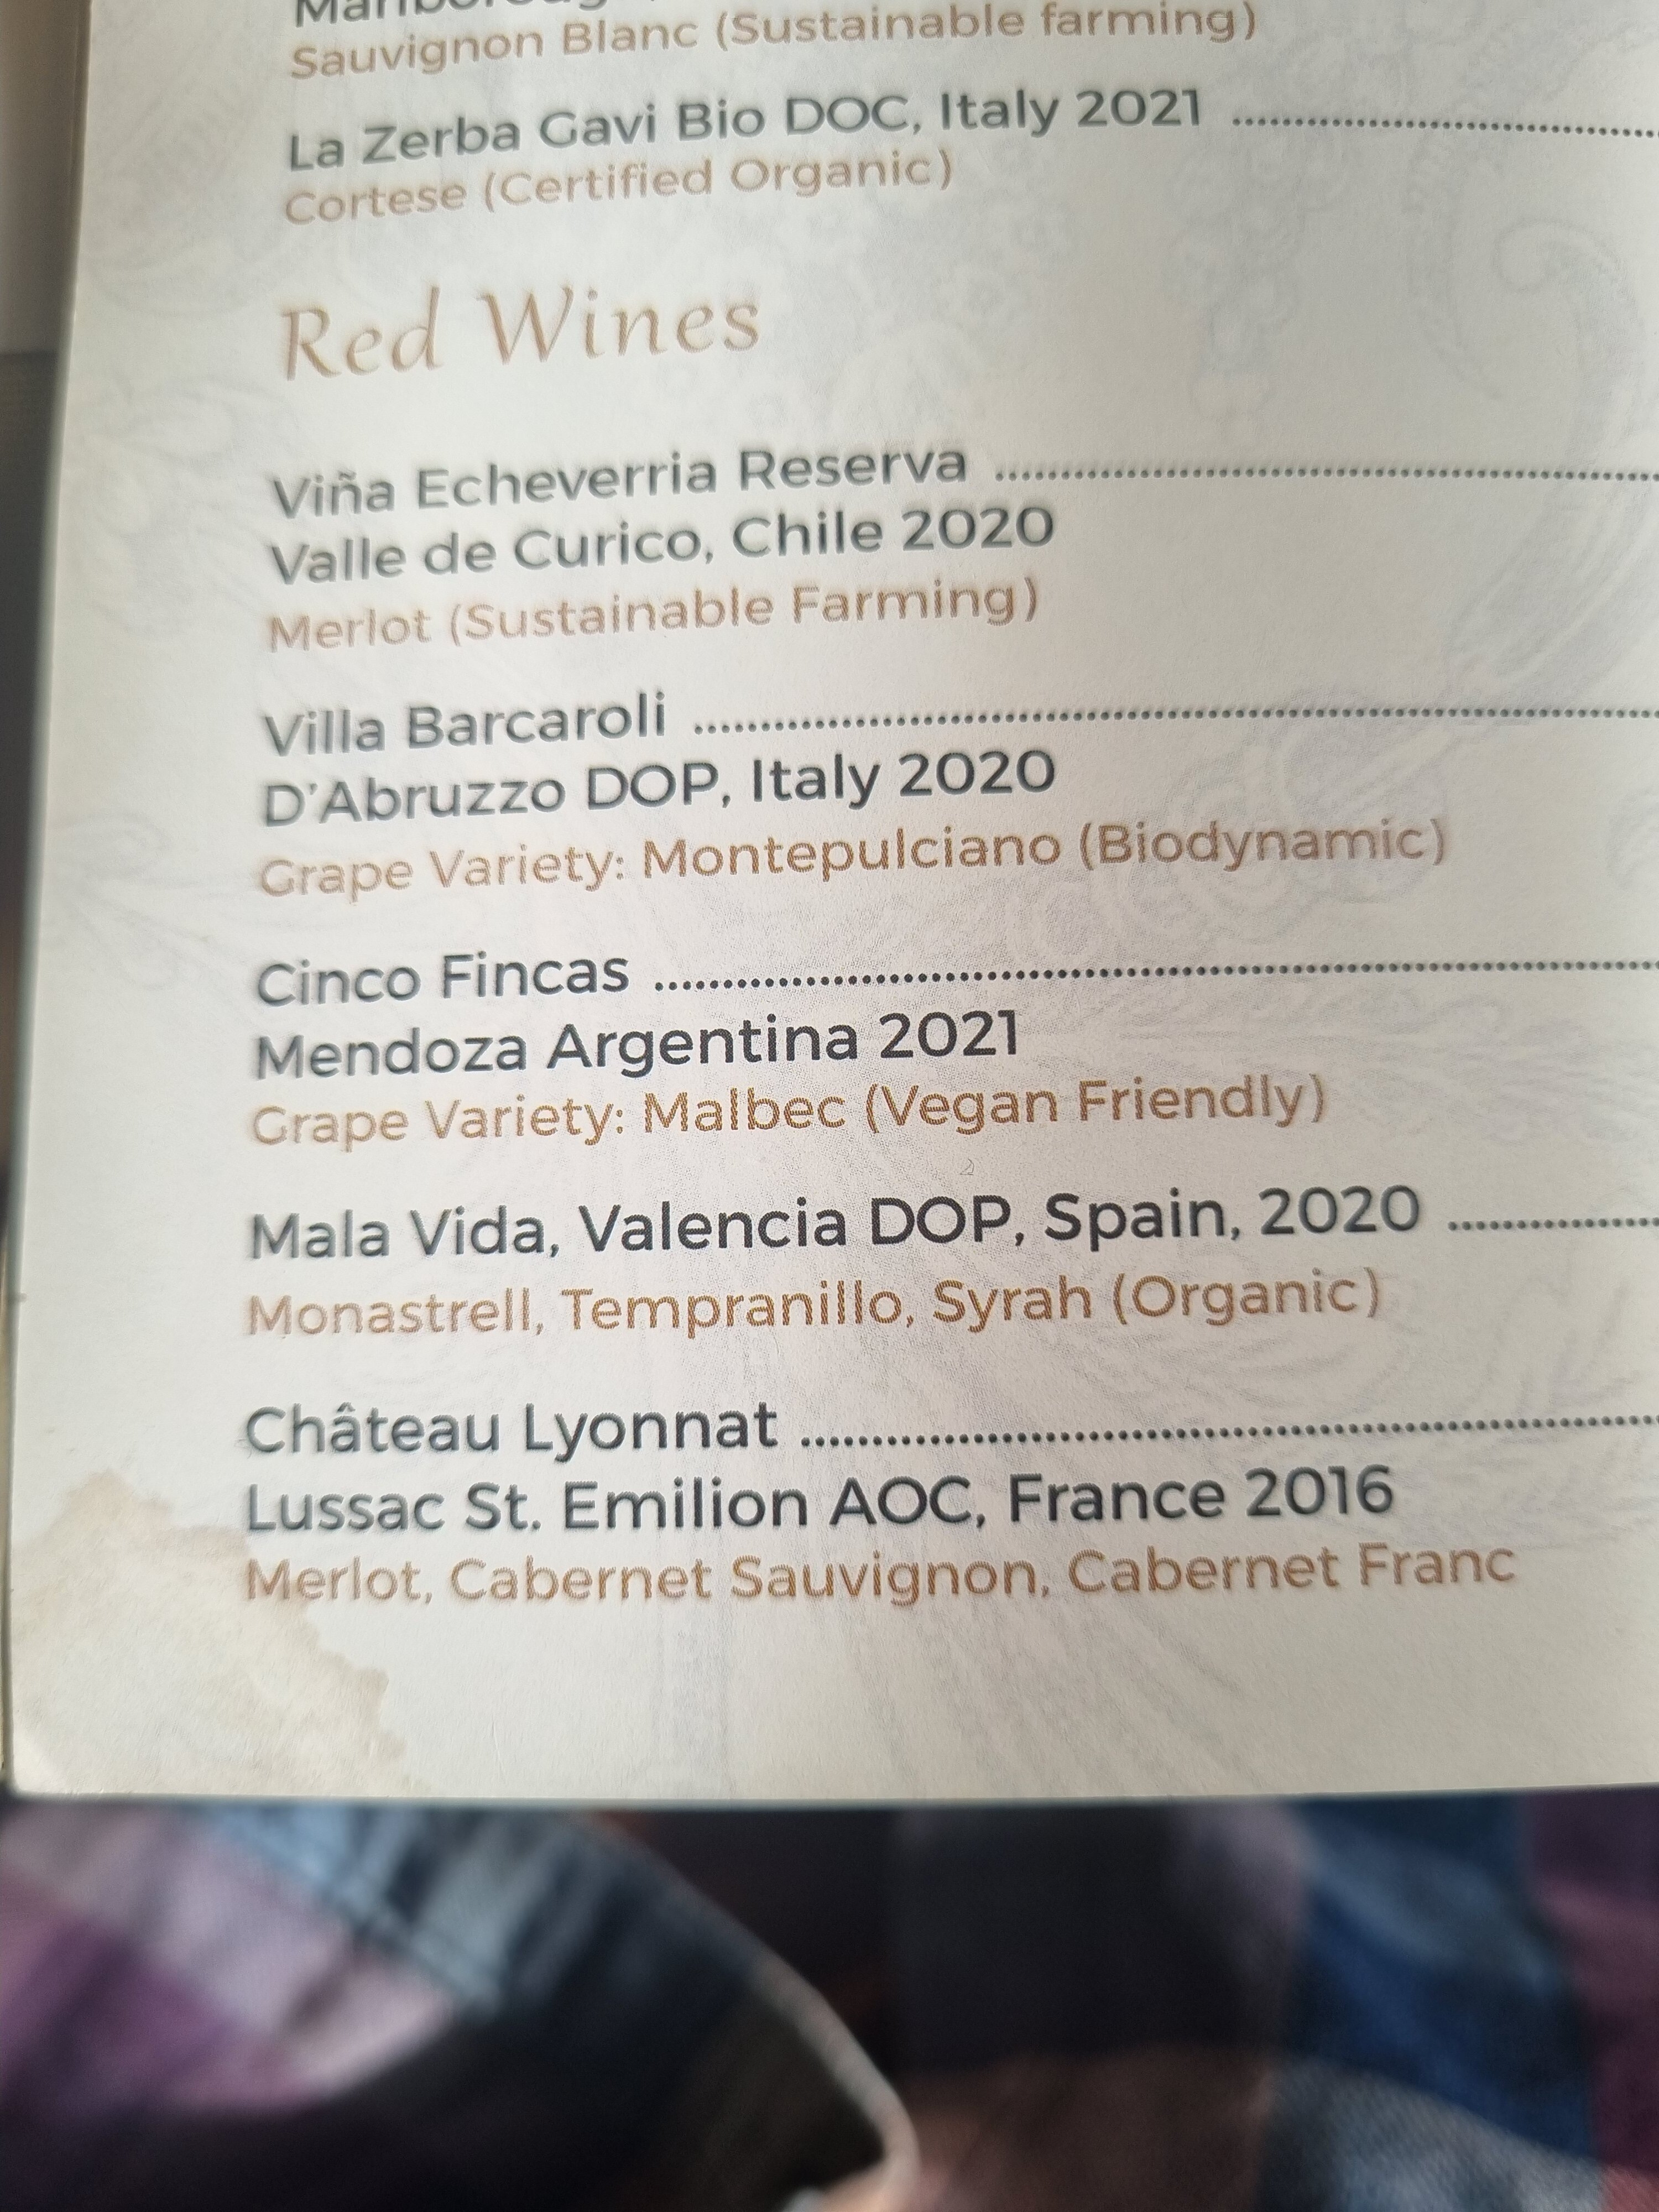 Marlborough,
Sauvignon Blanc (Sustainable farming)
La Zerba Gavi Bio DOC, Italy 2021 ..............................
Cortese (Certified Organic)
Red Wines
Viña Echeverria Reserva ..............................
Valle de Curico, Chile 2020
Merlot (Sustainable Farming)
Villa Barcaroli ..............................
D'Abruzzo DOP, Italy 2020
Grape Variety: Montepulciano (Biodynamic)
Cinco Fincas ..............................
Mendoza Argentina 2021
Grape Variety: Malbec (Vegan Friendly)
Mala Vida, Valencia DOP, Spain, 2020 ..............................
Monastrell, Tempranillo, Syrah (Organic)
Château Lyonnat ..............................
Lussac St. Emilion AOC, France 2016
Merlot, Cabernet Sauvignon, Cabernet Franc